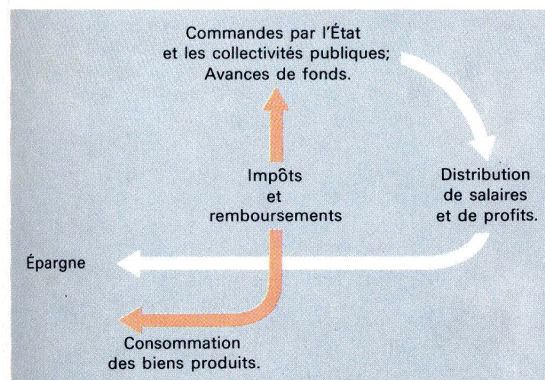 Commandes par l'État
et les collectivités publiques;
Avances de fonds.
Impôts
et
remboursements
Distribution
de salaires
et de profits.
Épargne
Consommation
des biens produits.